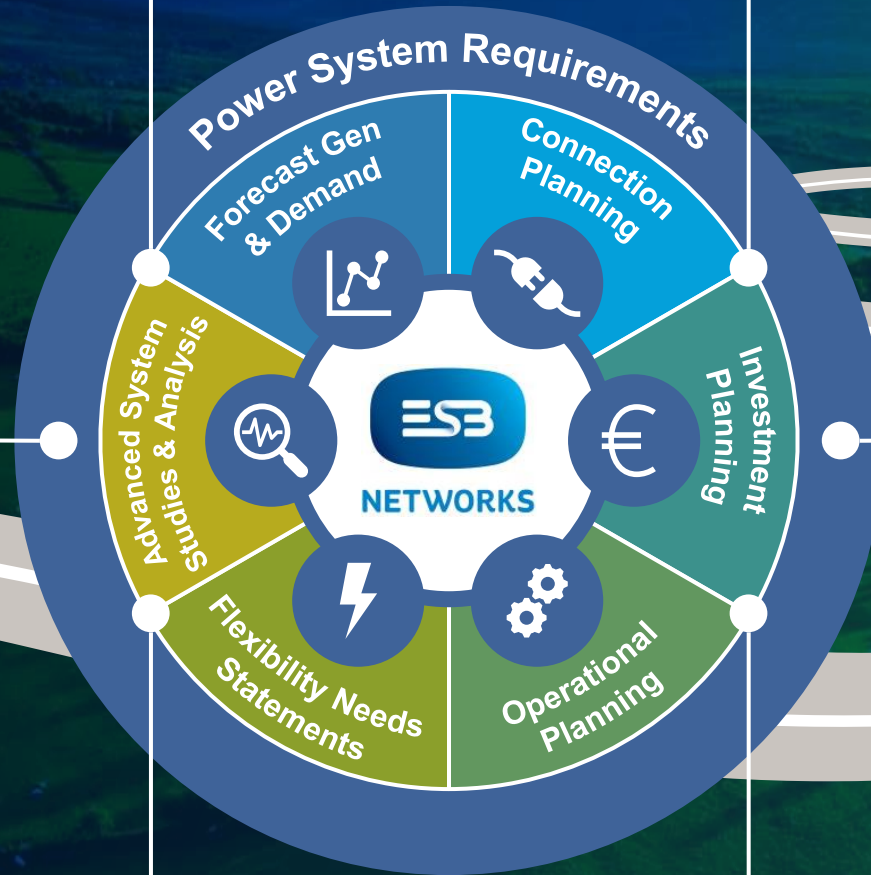 Power System Requirements
Forecast Gen
& Demand
Connection
Planning
Investment
Planning
Operational
Planning
Flexibility Needs
Statements
Advanced System
Studies & Analysis
ESB
NETWORKS